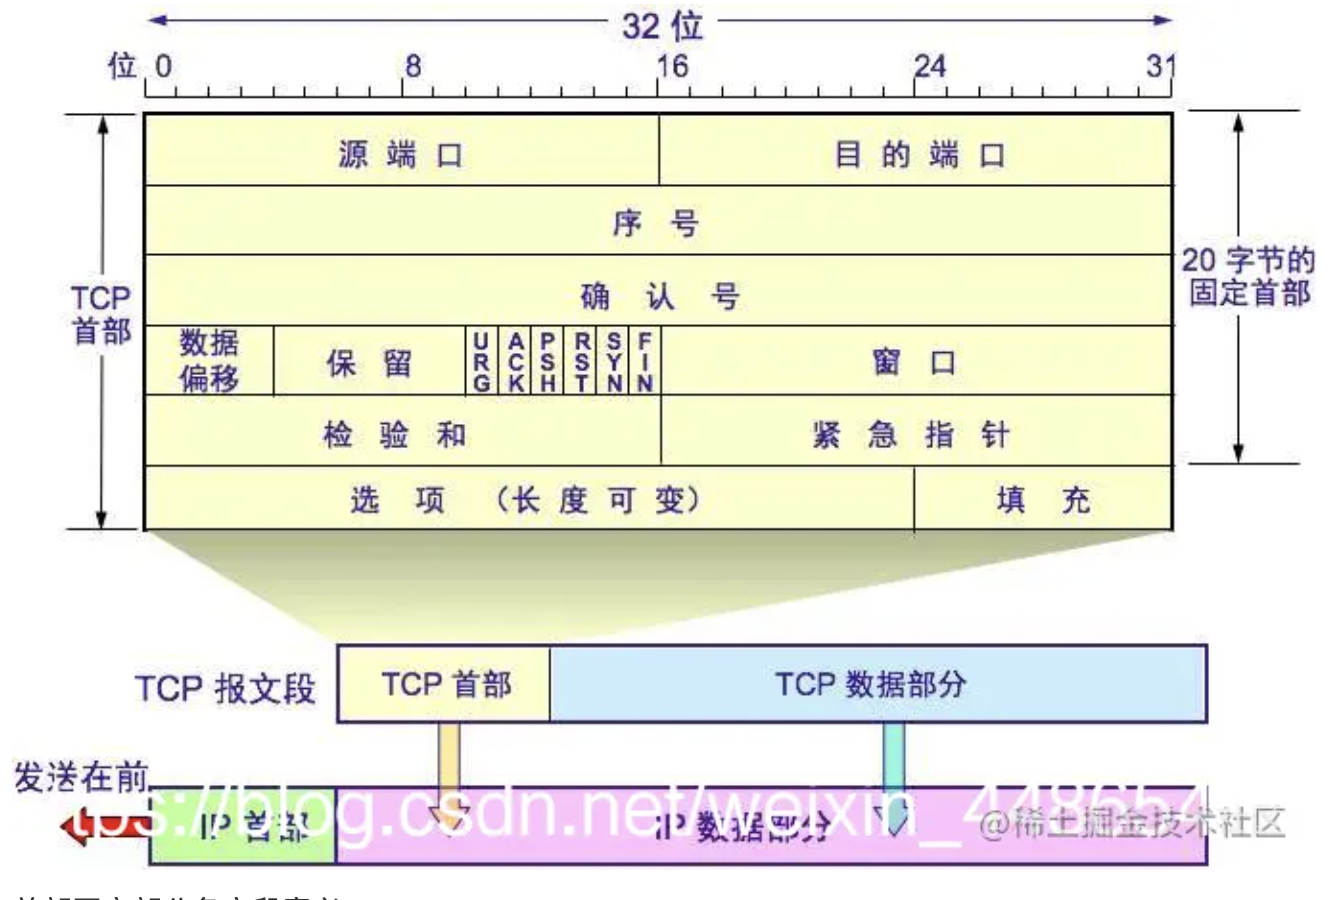 32 位
位 0 8 16 24 31
源 端 口 目 的 端 口
序 号
确 认 号
TCP
首部
20 字节的
固定首部
数据
偏移
保 留
URG
ACK
PSH
RST
SYN
FIN
窗 口
检 验 和 紧 急 指 针
选 项 （长 度 可 变） 填 充
TCP 报文段 TCP 首部 TCP 数据部分
发送在前
IP 首部 IP 数据部分
tps://blog.csdn.net/weixin_448654
@稀土掘金技术社区